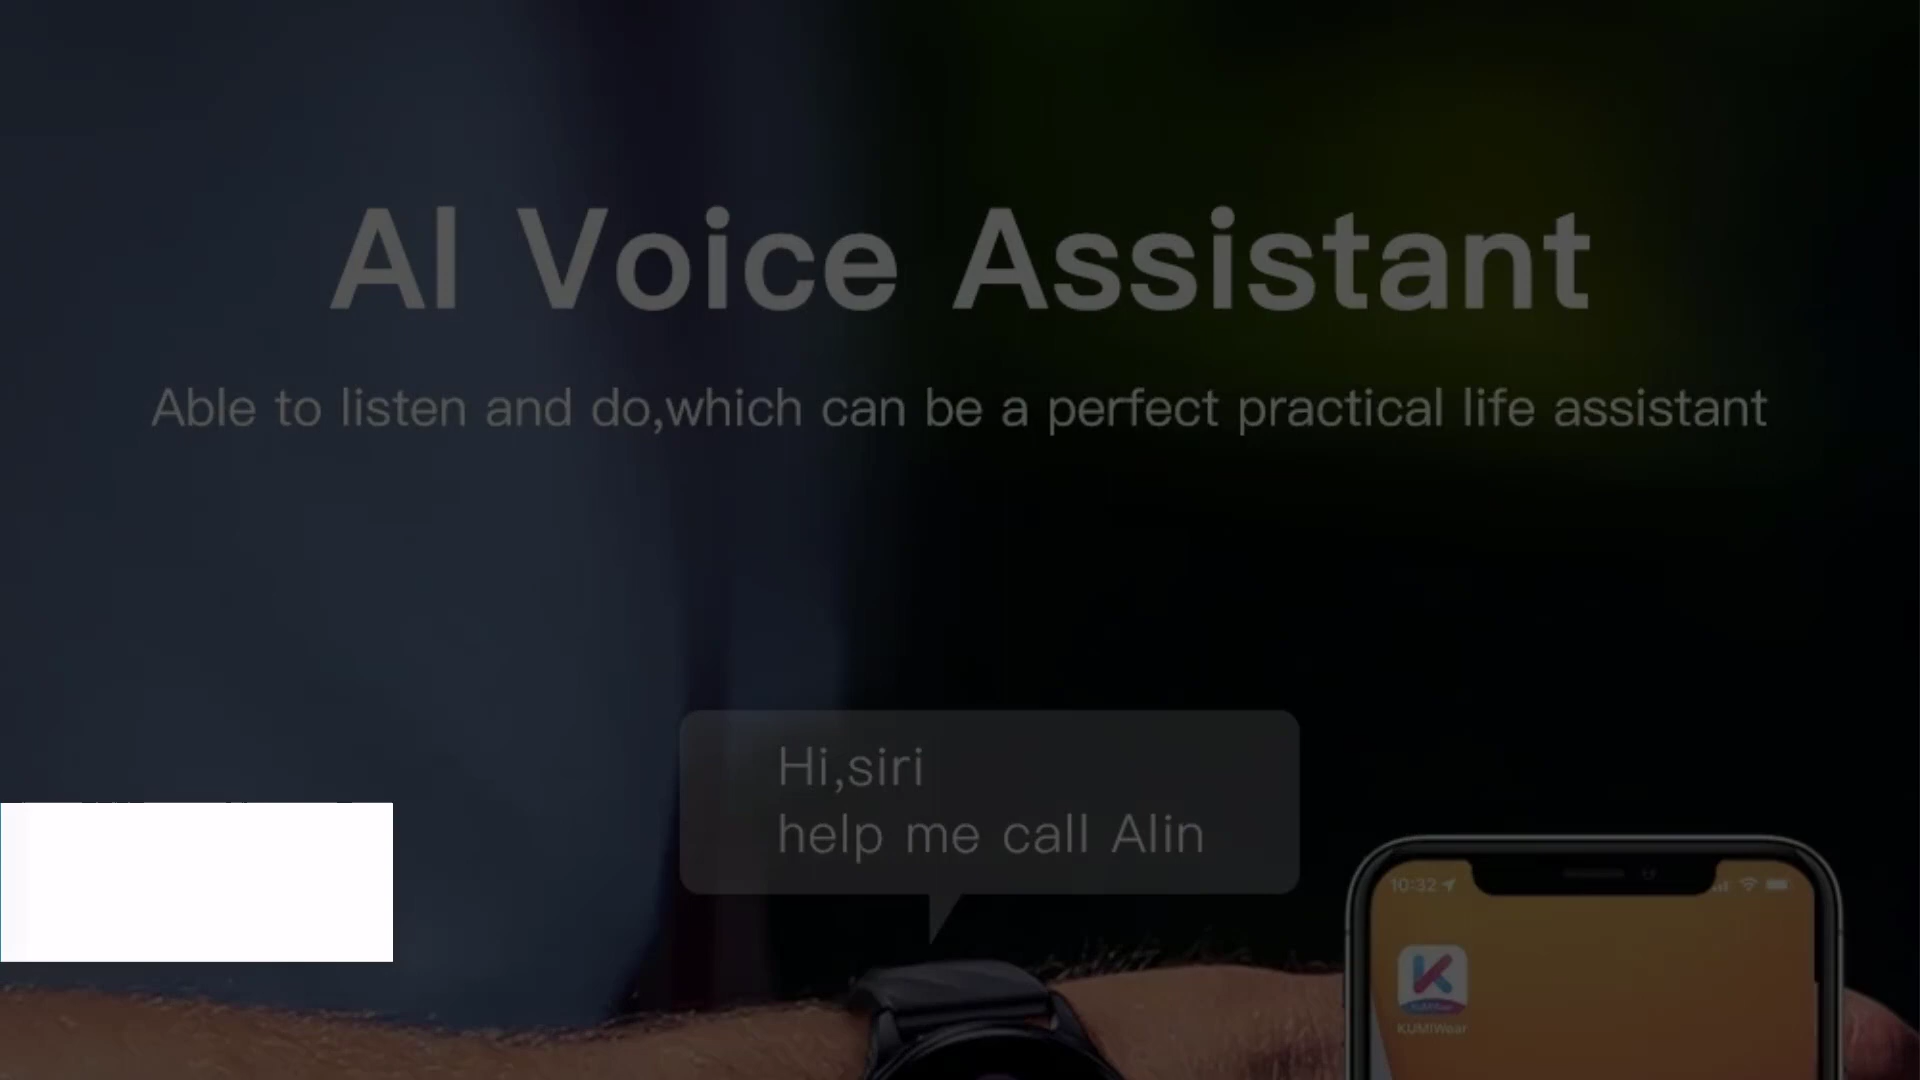 AI Voice Assistant
Able to listen and do,which can be a perfect practical life assistant
Hi,siri
help me call Alin
10:32
KUMIWear